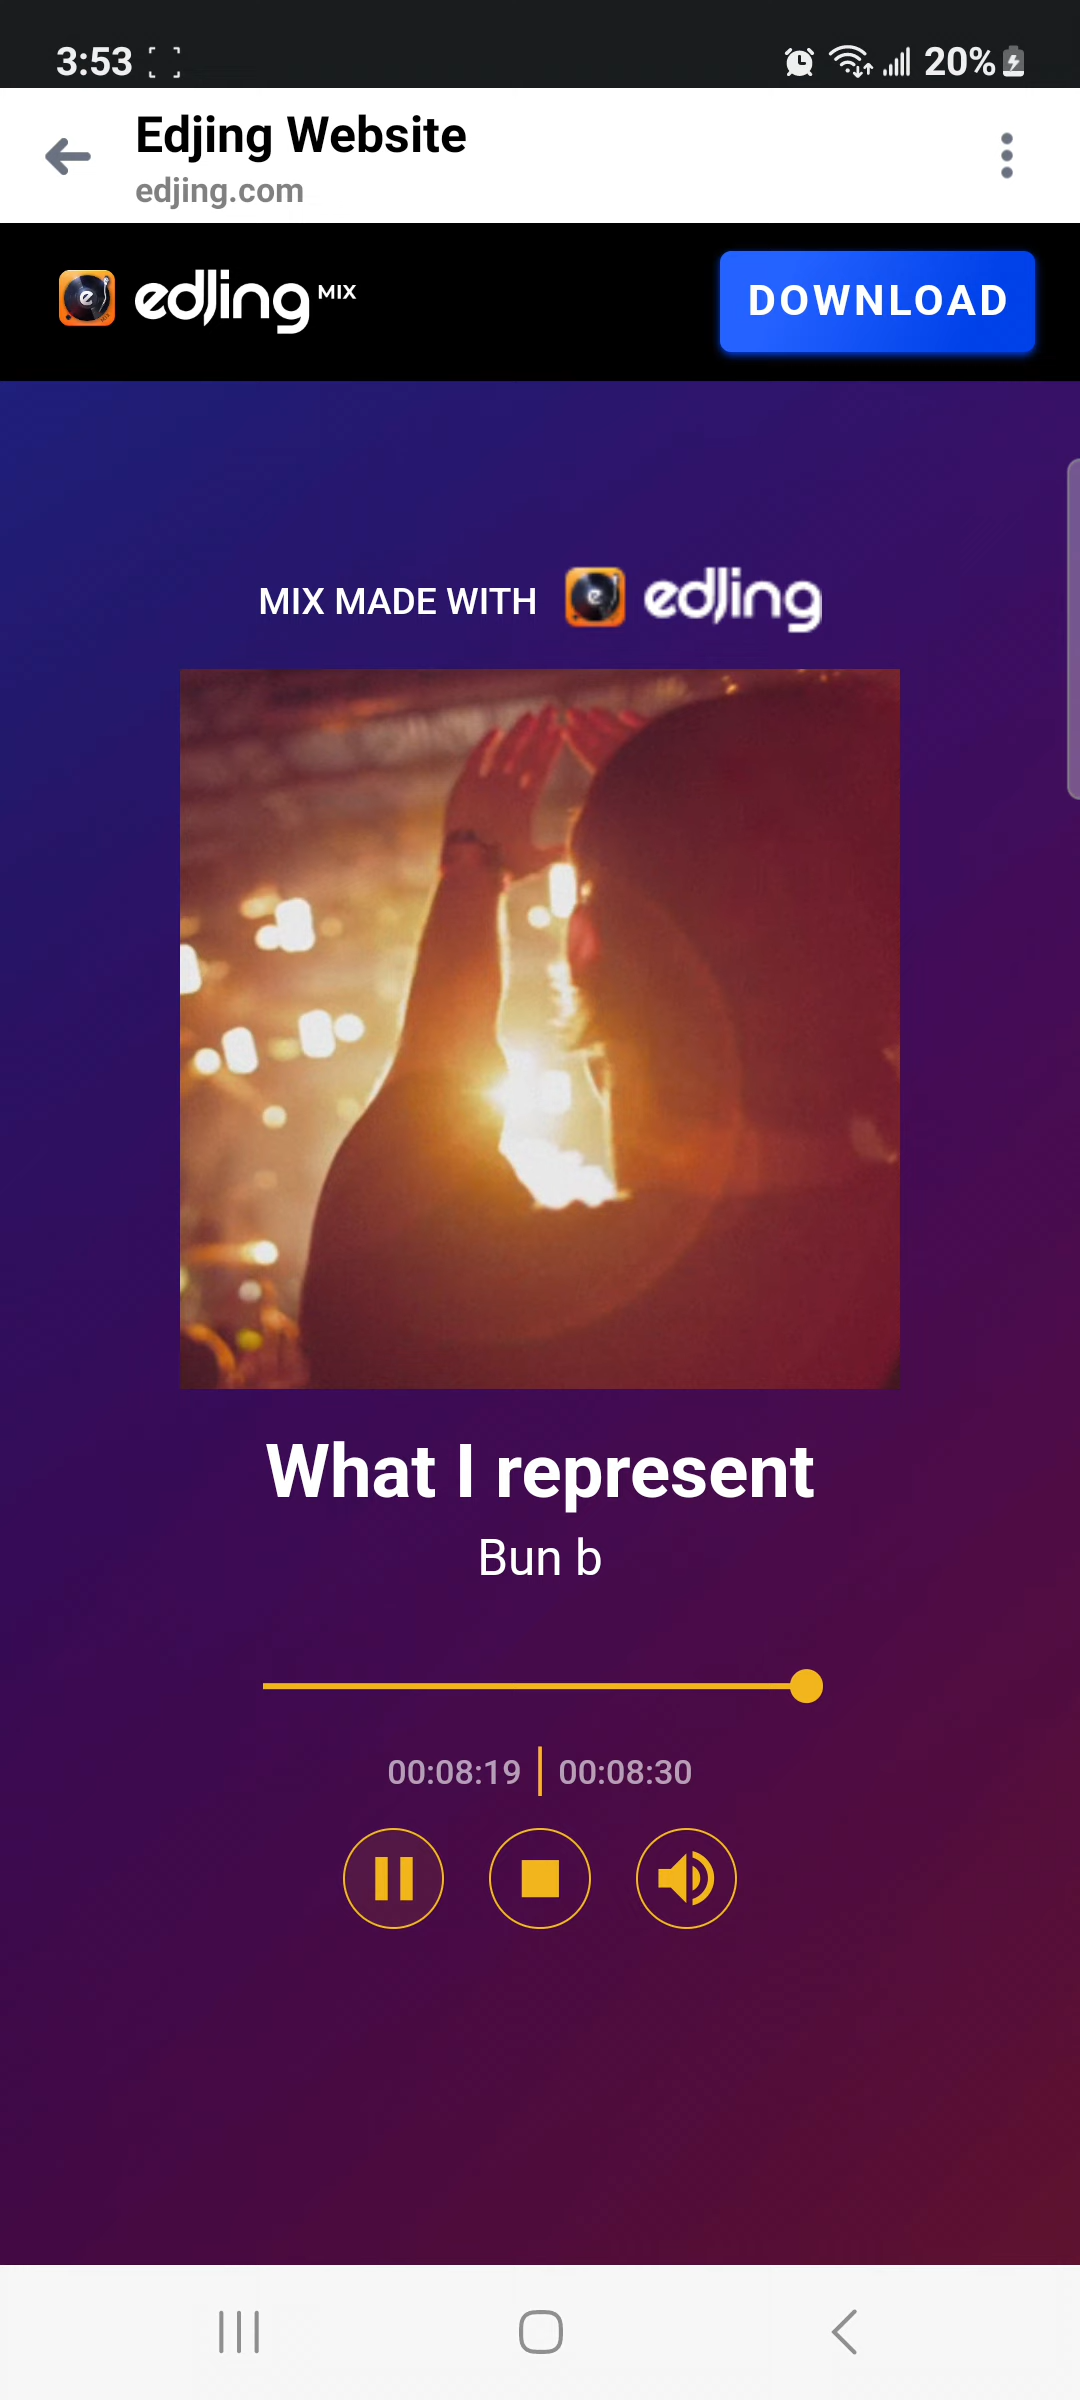 3:53
20%
Edjing Website
edjing.com
edjing MIX
DOWNLOAD
MIX MADE WITH edjing
What I represent
Bun b
00:08:19 00:08:30